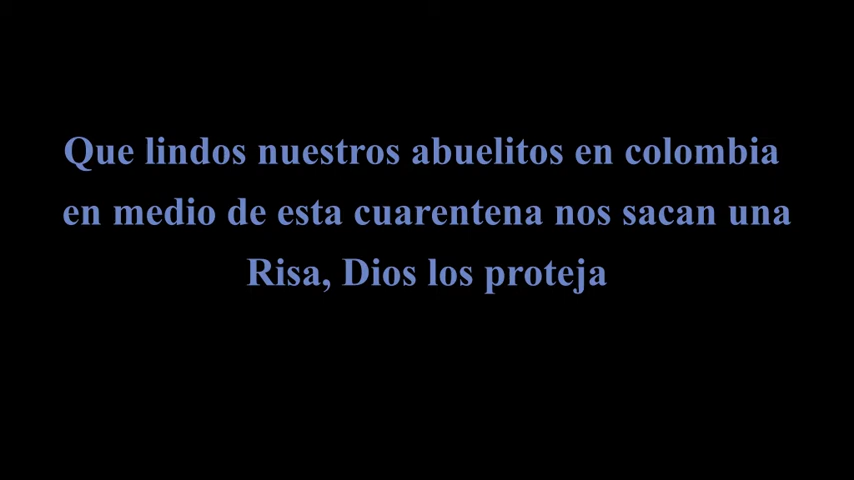 Que lindos nuestros abuelitos en colombia
en medio de esta cuarentena nos sacan una
Risa, Dios los proteja